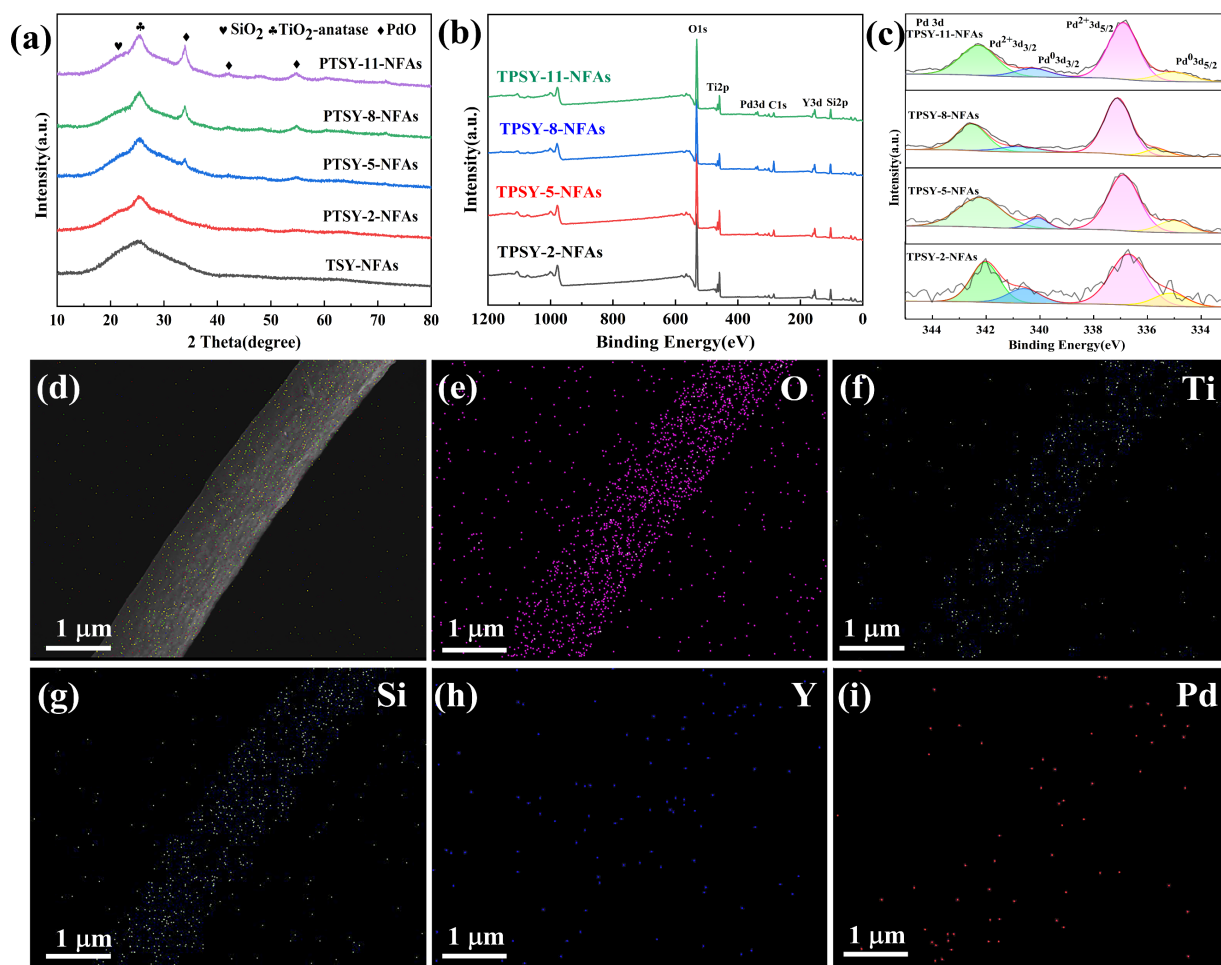 (a)
♥ SiO2 ♣TiO2-anatase ♦PdO
PTSY-11-NFAs
PTSY-8-NFAs
PTSY-5-NFAs
PTSY-2-NFAs
TSY-NFAs
Intensity(a.u.)
10 20 30 40 50 60 70 80
2 Theta(degree)
(b)
O1s
TPSY-11-NFAs
Ti2p
Pd3d C1s
Y3d
Si2p
TPSY-8-NFAs
TPSY-5-NFAs
TPSY-2-NFAs
Intensity(a.u.)
1200 1000 800 600 400 200 0
Binding Energy(eV)
(c)
Pd 3d
TPSY-11-NFAs
Pd2+3d3/2
Pd03d3/2
Pd2+3d5/2
Pd03d5/2
TPSY-8-NFAs
TPSY-5-NFAs
TPSY-2-NFAs
Intensity(a.u.)
344 342 340 338 336 334
Binding Energy(eV)
(d)
1 μm
(e)
O
1 μm
(f)
Ti
1 μm
(g)
Si
1 μm
(h)
Y
1 μm
(i)
Pd
1 μm